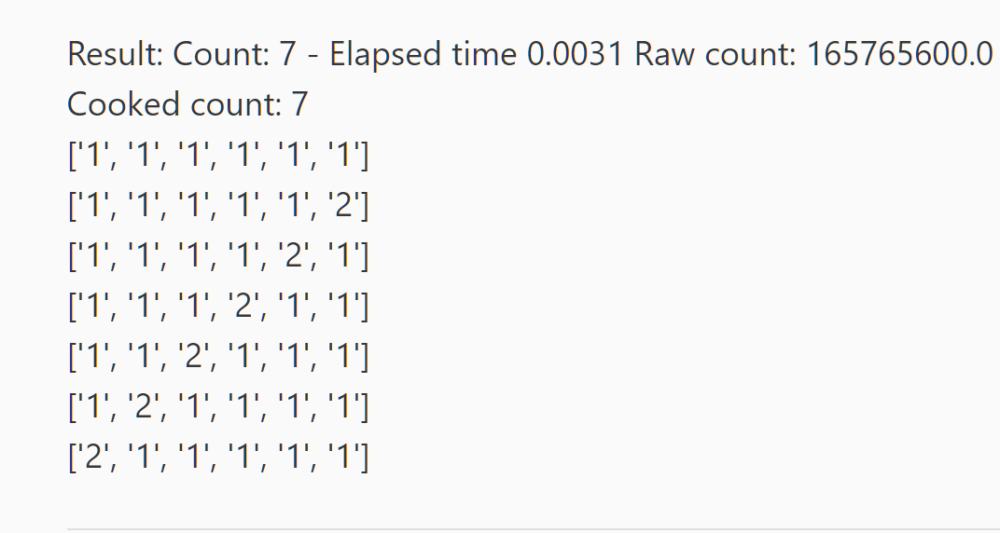 Result: Count: 7 - Elapsed time 0.0031 Raw count: 165765600.0
Cooked count: 7
['1', '1', '1', '1', '1', '1']
['1', '1', '1', '1', '1', '2']
['1', '1', '1', '1', '2', '1']
['1', '1', '1', '2', '1', '1']
['1', '1', '2', '1', '1', '1']
['1', '2', '1', '1', '1', '1']
['2', '1', '1', '1', '1', '1']